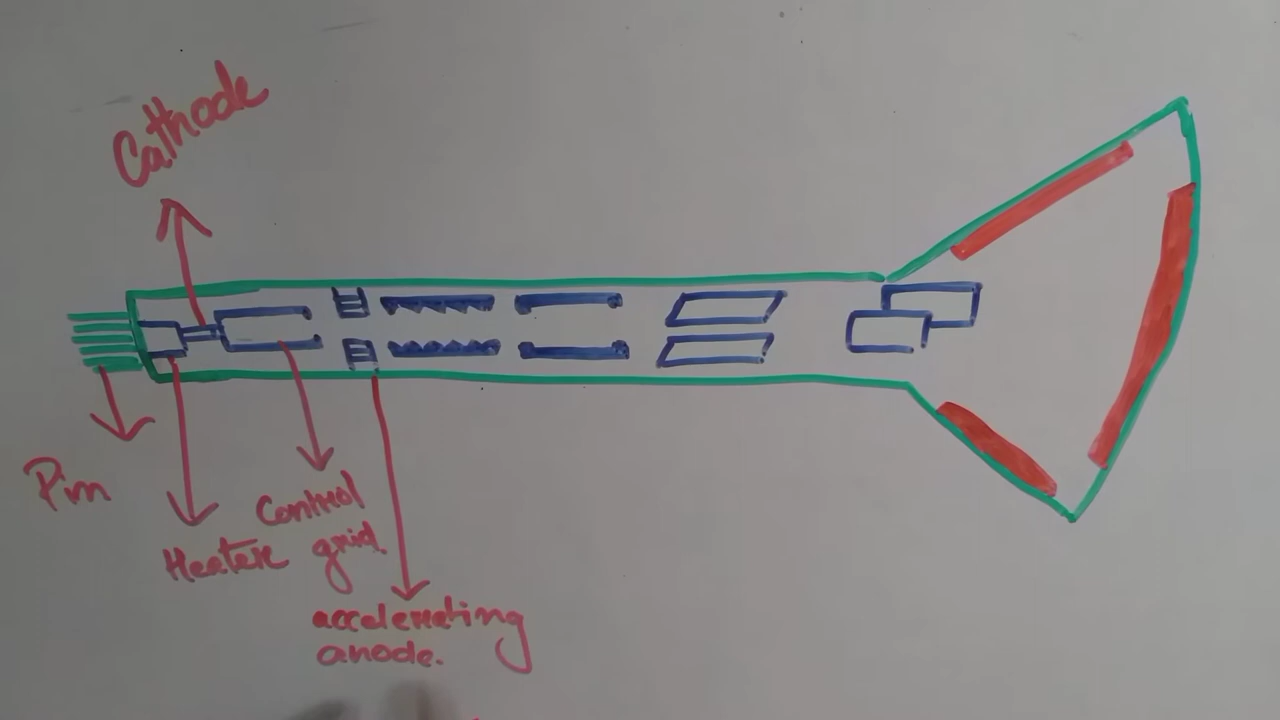 Cathode
Pin
Heater
Control
grid.
accelerating
anode.